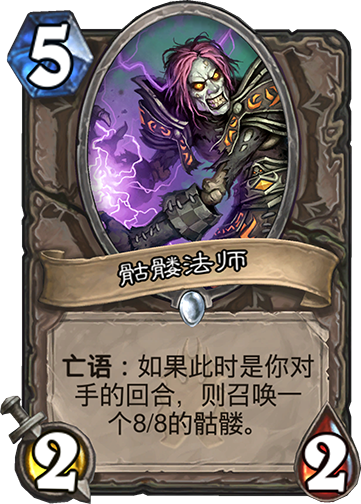 5
骷髅法师
亡语：如果此时是你对
手的回合，则召唤一
个8/8的骷髅。
2
2